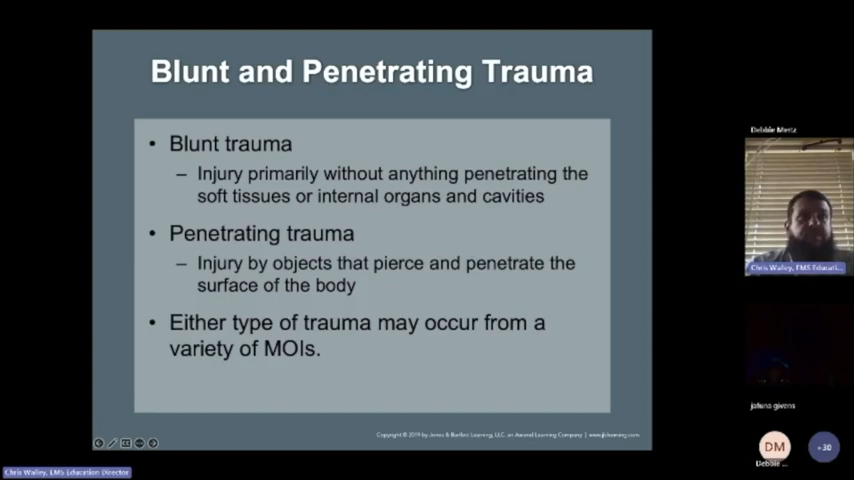 Blunt and Penetrating Trauma
• Blunt trauma
– Injury primarily without anything penetrating the
soft tissues or internal organs and cavities
• Penetrating trauma
– Injury by objects that pierce and penetrate the
surface of the body
• Either type of trauma may occur from a
variety of MOIs.
Copyright © 2019 by Jones & Bartlett Learning, LLC, an Ascend Learning Company | www.jblearning.com
Debbie Mertz
Chris Walley, EMS Educati...
jatuna givens
DM
Debbie ...
+30
Chris Walley, EMS Education Director